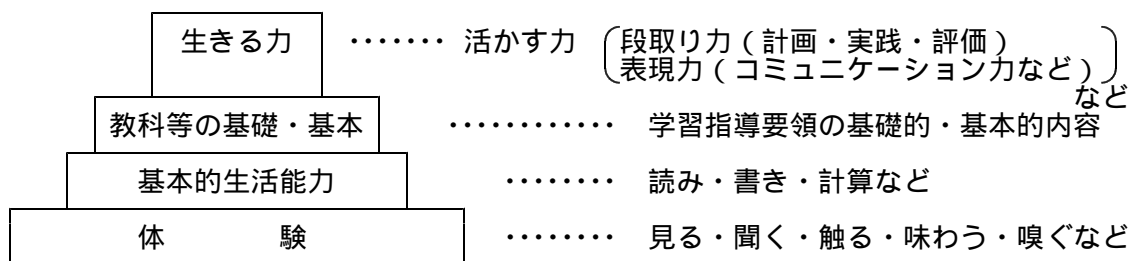 生きる力 ……… 活かす力 段取り力(計画・実践・評価)
表現力(コミュニケーション力など)
など
教科等の基礎・基本 ………… 学習指導要領の基礎的・基本的内容
基本的生活能力 ……… 読み・書き・計算など
体 験 ……… 見る・聞く・触る・味わう・嗅ぐなど